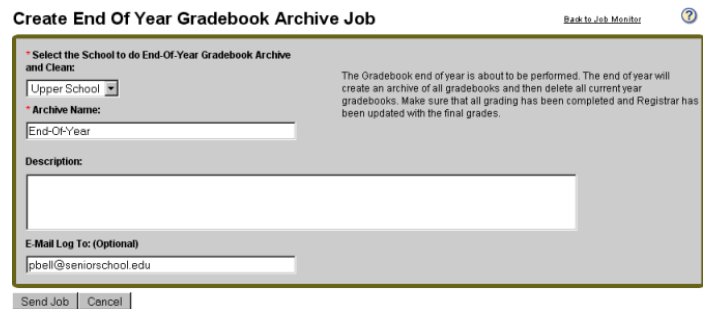 Create End Of Year Gradebook Archive Job
Back to Job Monitor
?
* Select the School to do End-Of-Year Gradebook Archive
and Clean:
Upper School
* Archive Name:
End-Of-Year
The Gradebook end of year is about to be performed. The end of year will
create an archive of all gradebooks and then delete all current year
gradebooks. Make sure that all grading has been completed and Registrar has
been updated with the final grades.
Description:
E-Mail Log To: (Optional)
pbell@seniorschool.edu
Send Job
Cancel